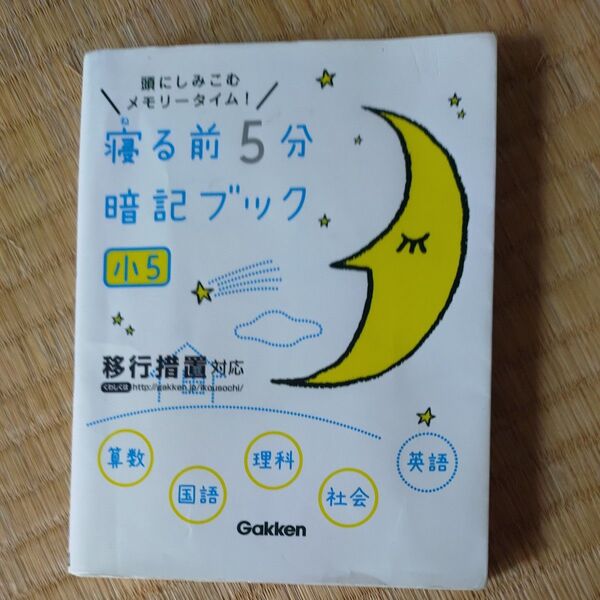 頭にしみこむ
メモリータイム!
ね
寝る前5分
暗記ブック
小5
移行措置対応
くわしくは http://gakken.jp/ikousochi/
算数
国語
理科
社会
英語
Gakken